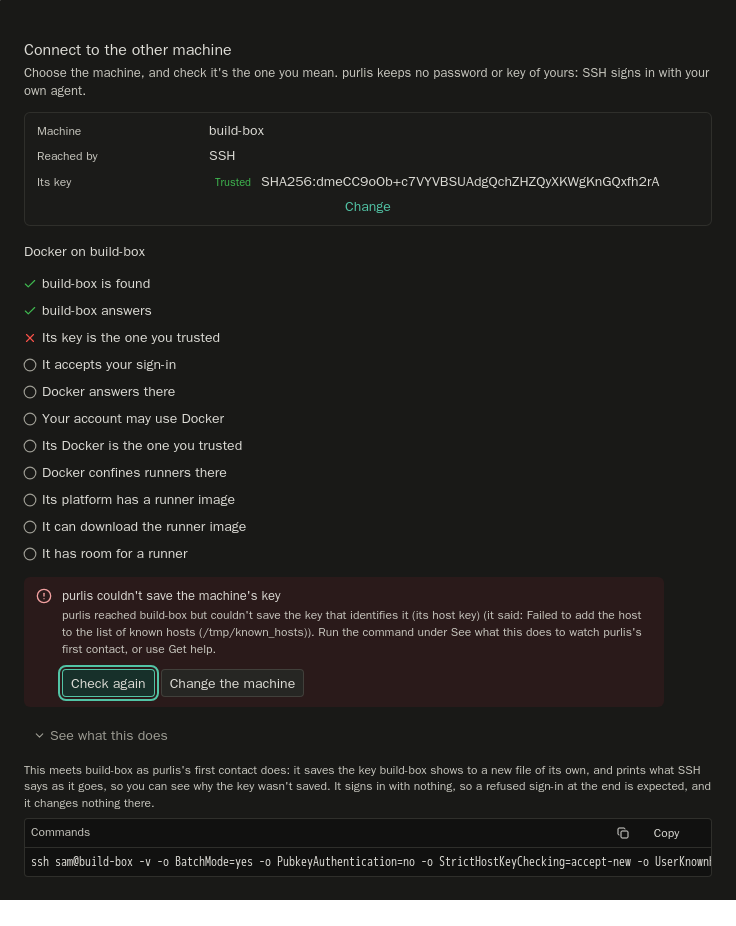 Connect to the other machine
Choose the machine, and check it's the one you mean. purlis keeps no password or key of yours: SSH signs in with your
own agent.
Machine build-box
Reached by SSH
Its key Trusted SHA256:dmeCC9oOb+c7VYVBSUAdgQchZHZQyXKWgKnGQxfh2rA
Change
Docker on build-box
build-box is found
build-box answers
Its key is the one you trusted
It accepts your sign-in
Docker answers there
Your account may use Docker
Its Docker is the one you trusted
Docker confines runners there
Its platform has a runner image
It can download the runner image
It has room for a runner
purlis couldn't save the machine's key
purlis reached build-box but couldn't save the key that identifies it (its host key) (it said: Failed to add the host
to the list of known hosts (/tmp/known_hosts)). Run the command under See what this does to watch purlis's
first contact, or use Get help.
Check again Change the machine
See what this does
This meets build-box as purlis's first contact does: it saves the key build-box shows to a new file of its own, and prints what SSH
says as it goes, so you can see why the key wasn't saved. It signs in with nothing, so a refused sign-in at the end is expected, and
it changes nothing there.
Commands Copy
ssh sam@build-box -v -o BatchMode=yes -o PubkeyAuthentication=no -o StrictHostKeyChecking=accept-new -o UserKnown